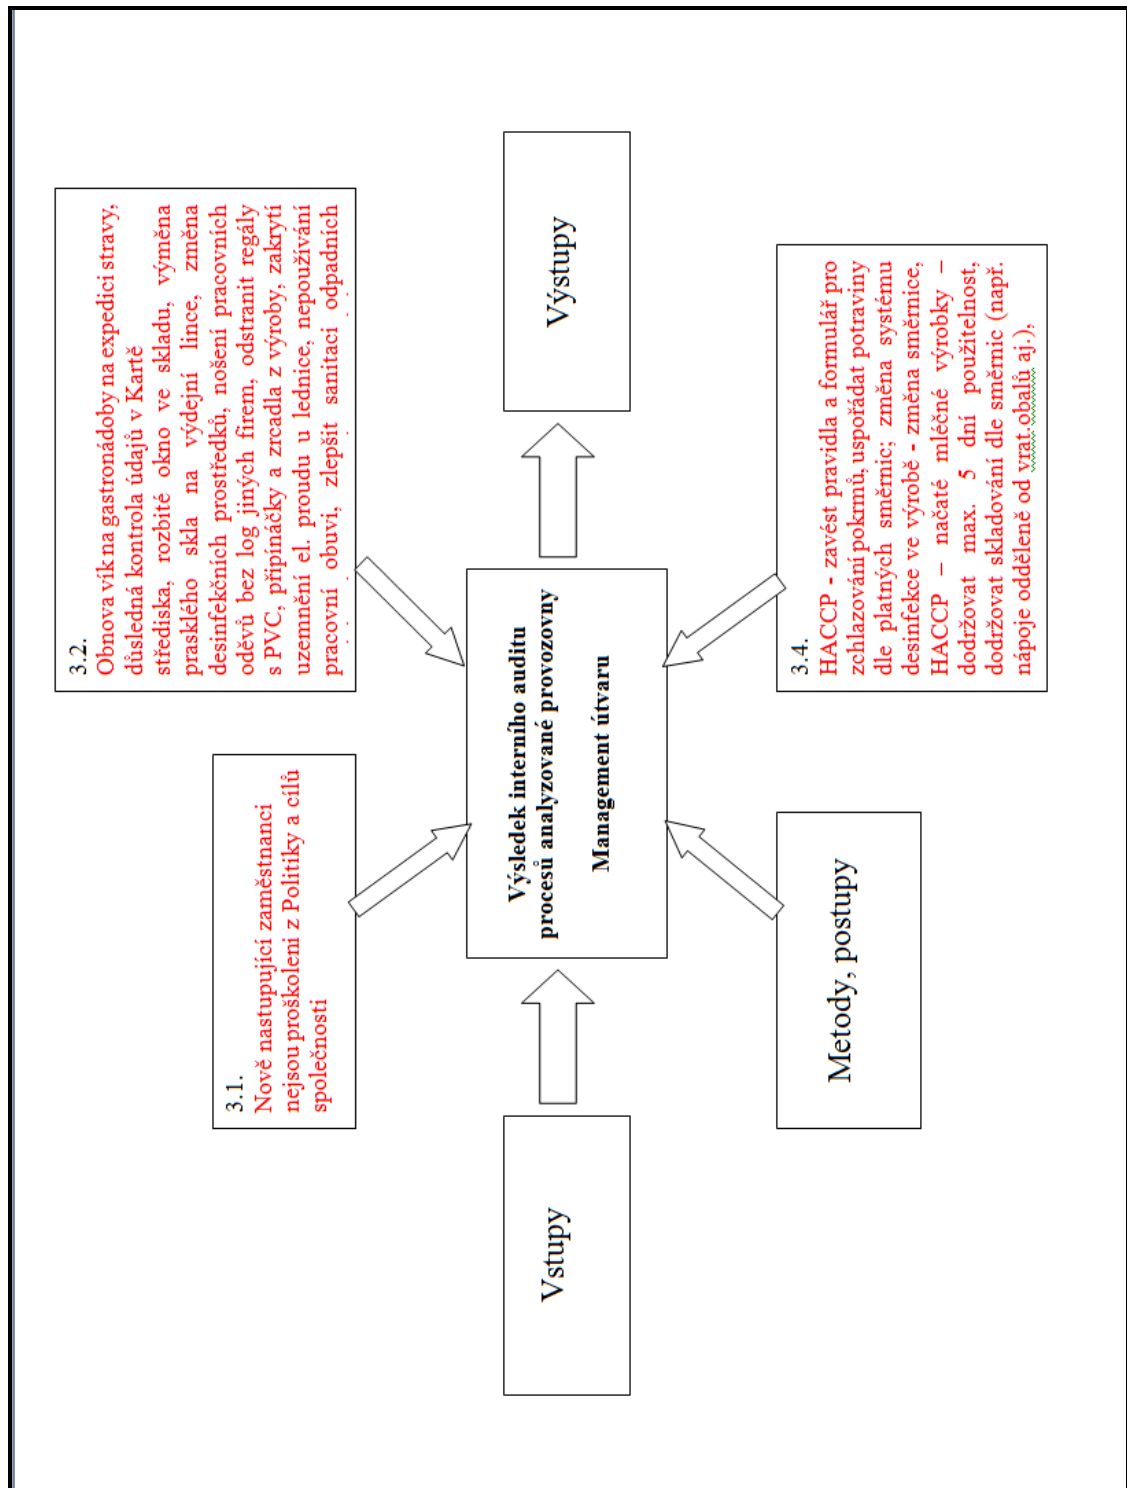 3.1.
Nově nastupující zaměstnanci
nejsou proškoleni z Politiky a cílů
společnosti
3.2.
Obnova vík na gastronádoby na expedici stravy,
důsledná kontrola údajů v Kartě
střediska, rozbité okno ve skladu, výměna
prasklého skla na výdejní lince, změna
desinfekčních prostředků, nošení pracovních
oděvů bez log jiných firem, odstranit regály
s PVC, připínáčky a zrcadla z výroby, zakrytí
uzemnění el. proudu u lednice, nepoužívání
pracovní obuvi, zlepšit sanitaci odpadních
Vstupy
Výsledek interního auditu
procesů analyzované provozovny
Management útvaru
Výstupy
Metody, postupy
3.4.
HACCP - zavést pravidla a formulář pro
zchlazování pokrmů, uspořádat potraviny
dle platných směrnic; změna systému
desinfekce ve výrobě - změna směrnice,
HACCP – načaté mléčné výrobky –
dodržovat max. 5 dní použitelnost,
dodržovat skladování dle směrnic (např.
nápoje odděleně od vrat.obalů aj.),